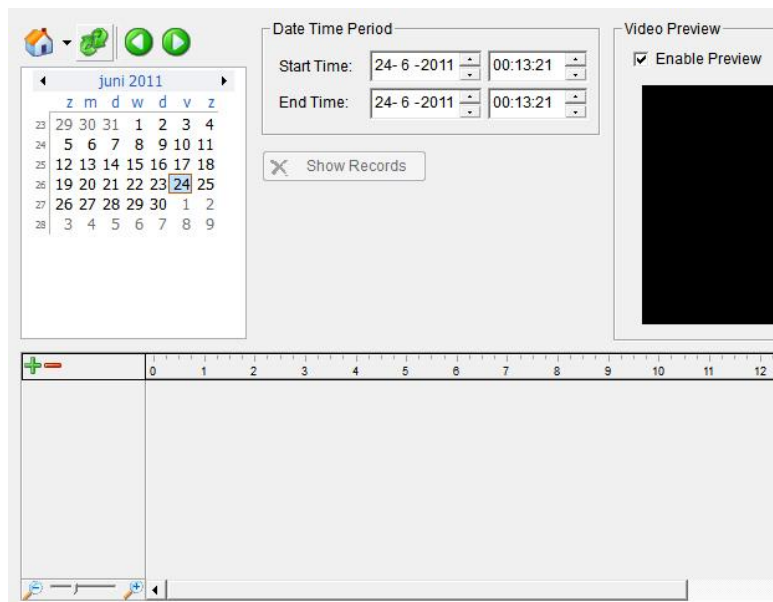 Date Time Period
Start Time: 24- 6 -2011 00:13:21
End Time: 24- 6 -2011 00:13:21
Show Records
Video Preview
Enable Preview
juni 2011
z m d w d v z
23 29 30 31 1 2 3 4
24 5 6 7 8 9 10 11
25 12 13 14 15 16 17 18
26 19 20 21 22 23 24 25
27 26 27 28 29 30 1 2
28 3 4 5 6 7 8 9
0 1 2 3 4 5 6 7 8 9 10 11 12